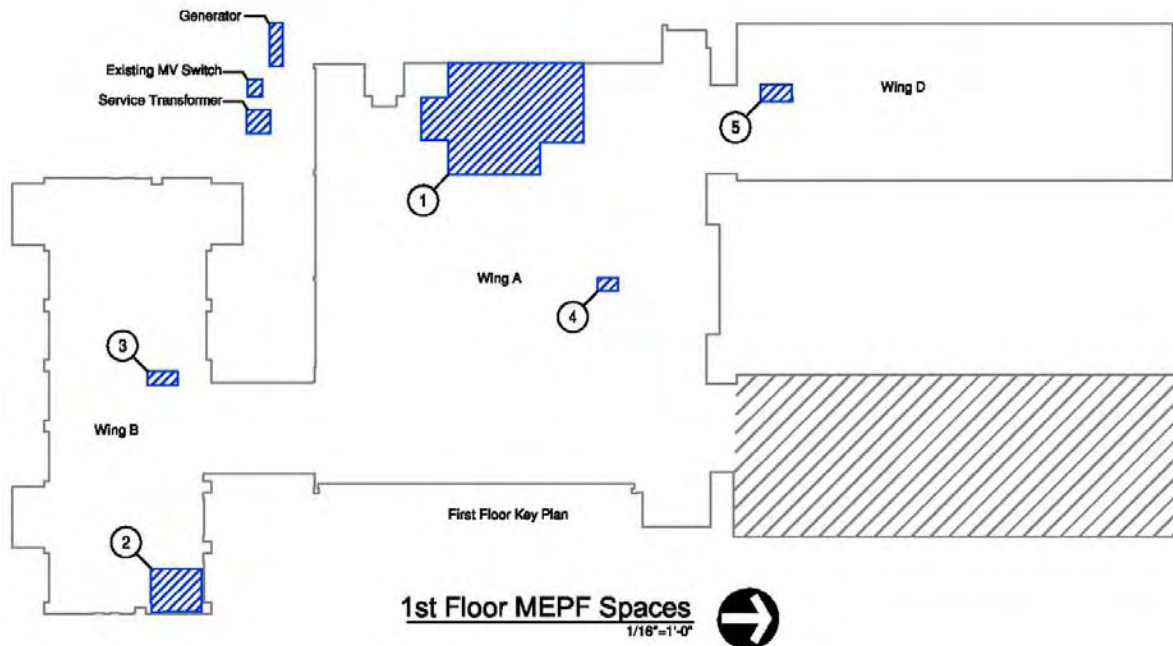 Generator
Existing MV Switch
Service Transformer
Wing D
5
1
Wing A
4
3
Wing B
First Floor Key Plan
2
1st Floor MEPF Spaces
1/16"=1'-0"